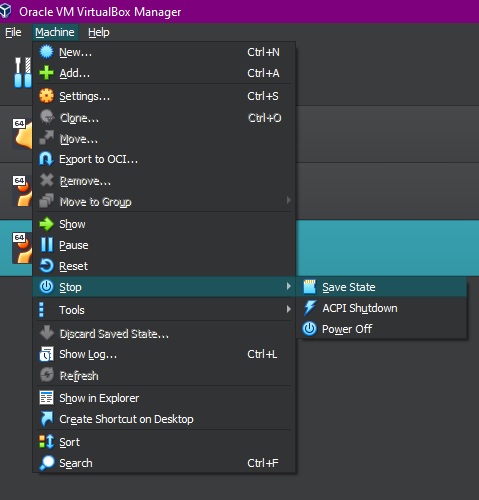 Oracle VM VirtualBox Manager
File Machine Help
New... Ctrl+N
Add... Ctrl+A
Settings... Ctrl+S
64 Clone... Ctrl+O
Move...
Export to OCI...
64 Remove...
Move to Group
Show
64 Pause
Reset
Stop Save State
Tools ACPI Shutdown
Power Off
Discard Saved State...
Show Log... Ctrl+L
Refresh
Show in Explorer
Create Shortcut on Desktop
Sort
Search Ctrl+F